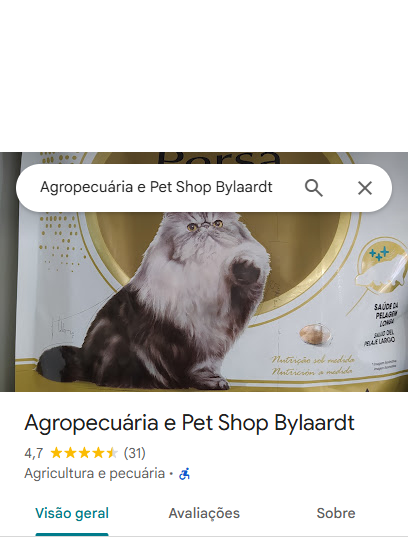 Persa
Agropecuária e Pet Shop Bylaardt
SAÚDE DA
PELAGEM
LONGA
SALUD DEL
PELAJE LARGO
Nutrição sob medida
Nutrición a medida
Agropecuária e Pet Shop Bylaardt
4,7 (31)
Agricultura e pecuária ·
Visão geral Avaliações Sobre